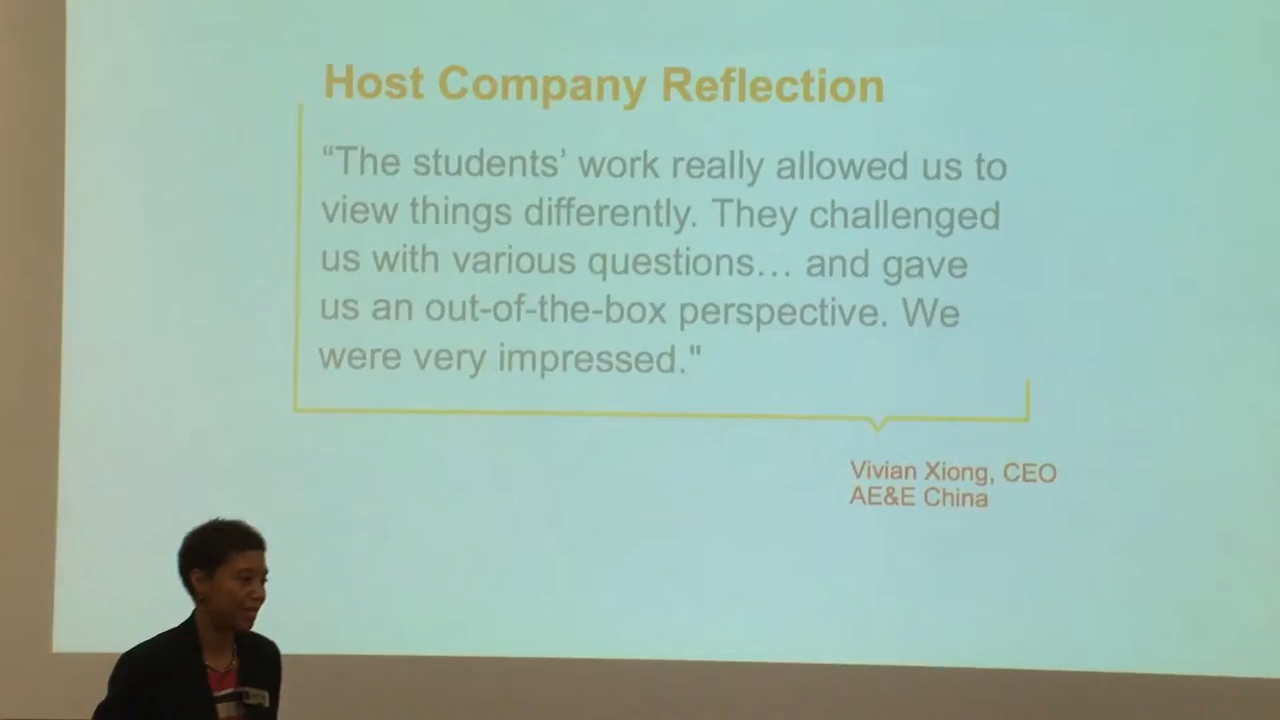 Host Company Reflection
“The students’ work really allowed us to
view things differently. They challenged
us with various questions… and gave
us an out-of-the-box perspective. We
were very impressed."
Vivian Xiong, CEO
AE&E China